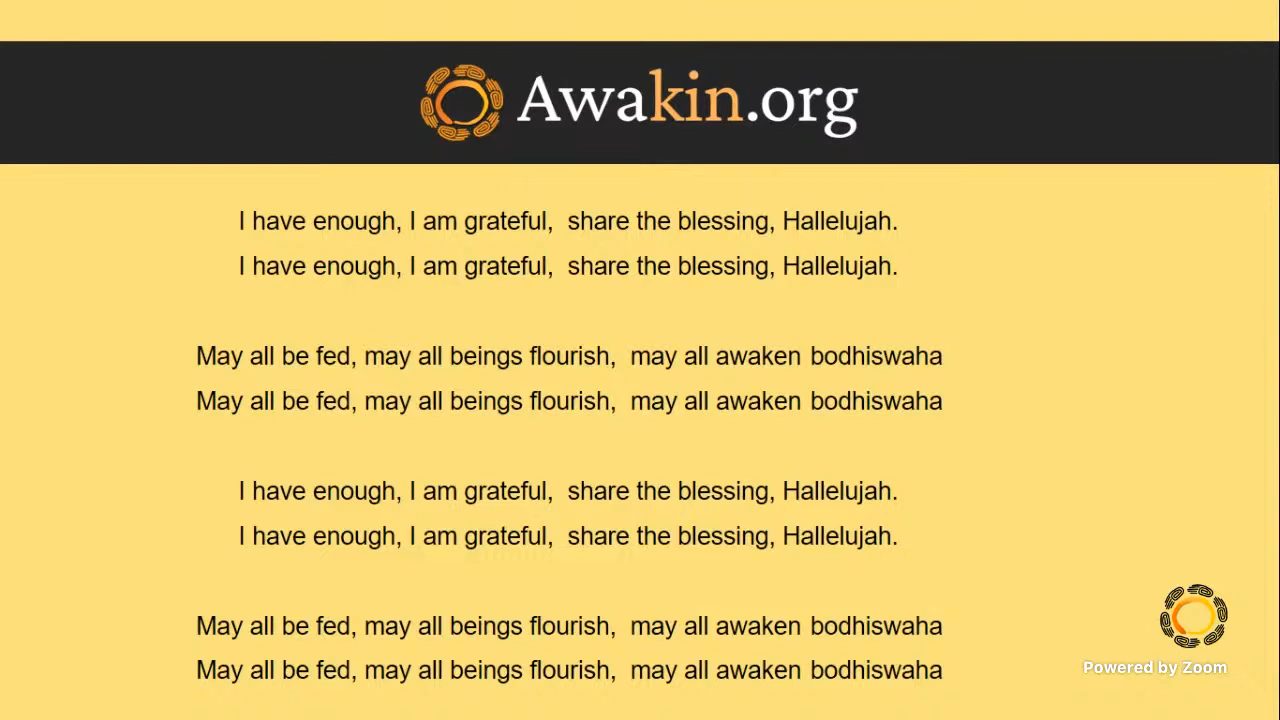 Awakin.org
I have enough, I am grateful,  share the blessing, Hallelujah.
I have enough, I am grateful,  share the blessing, Hallelujah.
May all be fed, may all beings flourish,  may all awaken bodhiswaha
May all be fed, may all beings flourish,  may all awaken bodhiswaha
I have enough, I am grateful,  share the blessing, Hallelujah.
I have enough, I am grateful,  share the blessing, Hallelujah.
May all be fed, may all beings flourish,  may all awaken bodhiswaha
May all be fed, may all beings flourish,  may all awaken bodhiswaha
Powered by Zoom